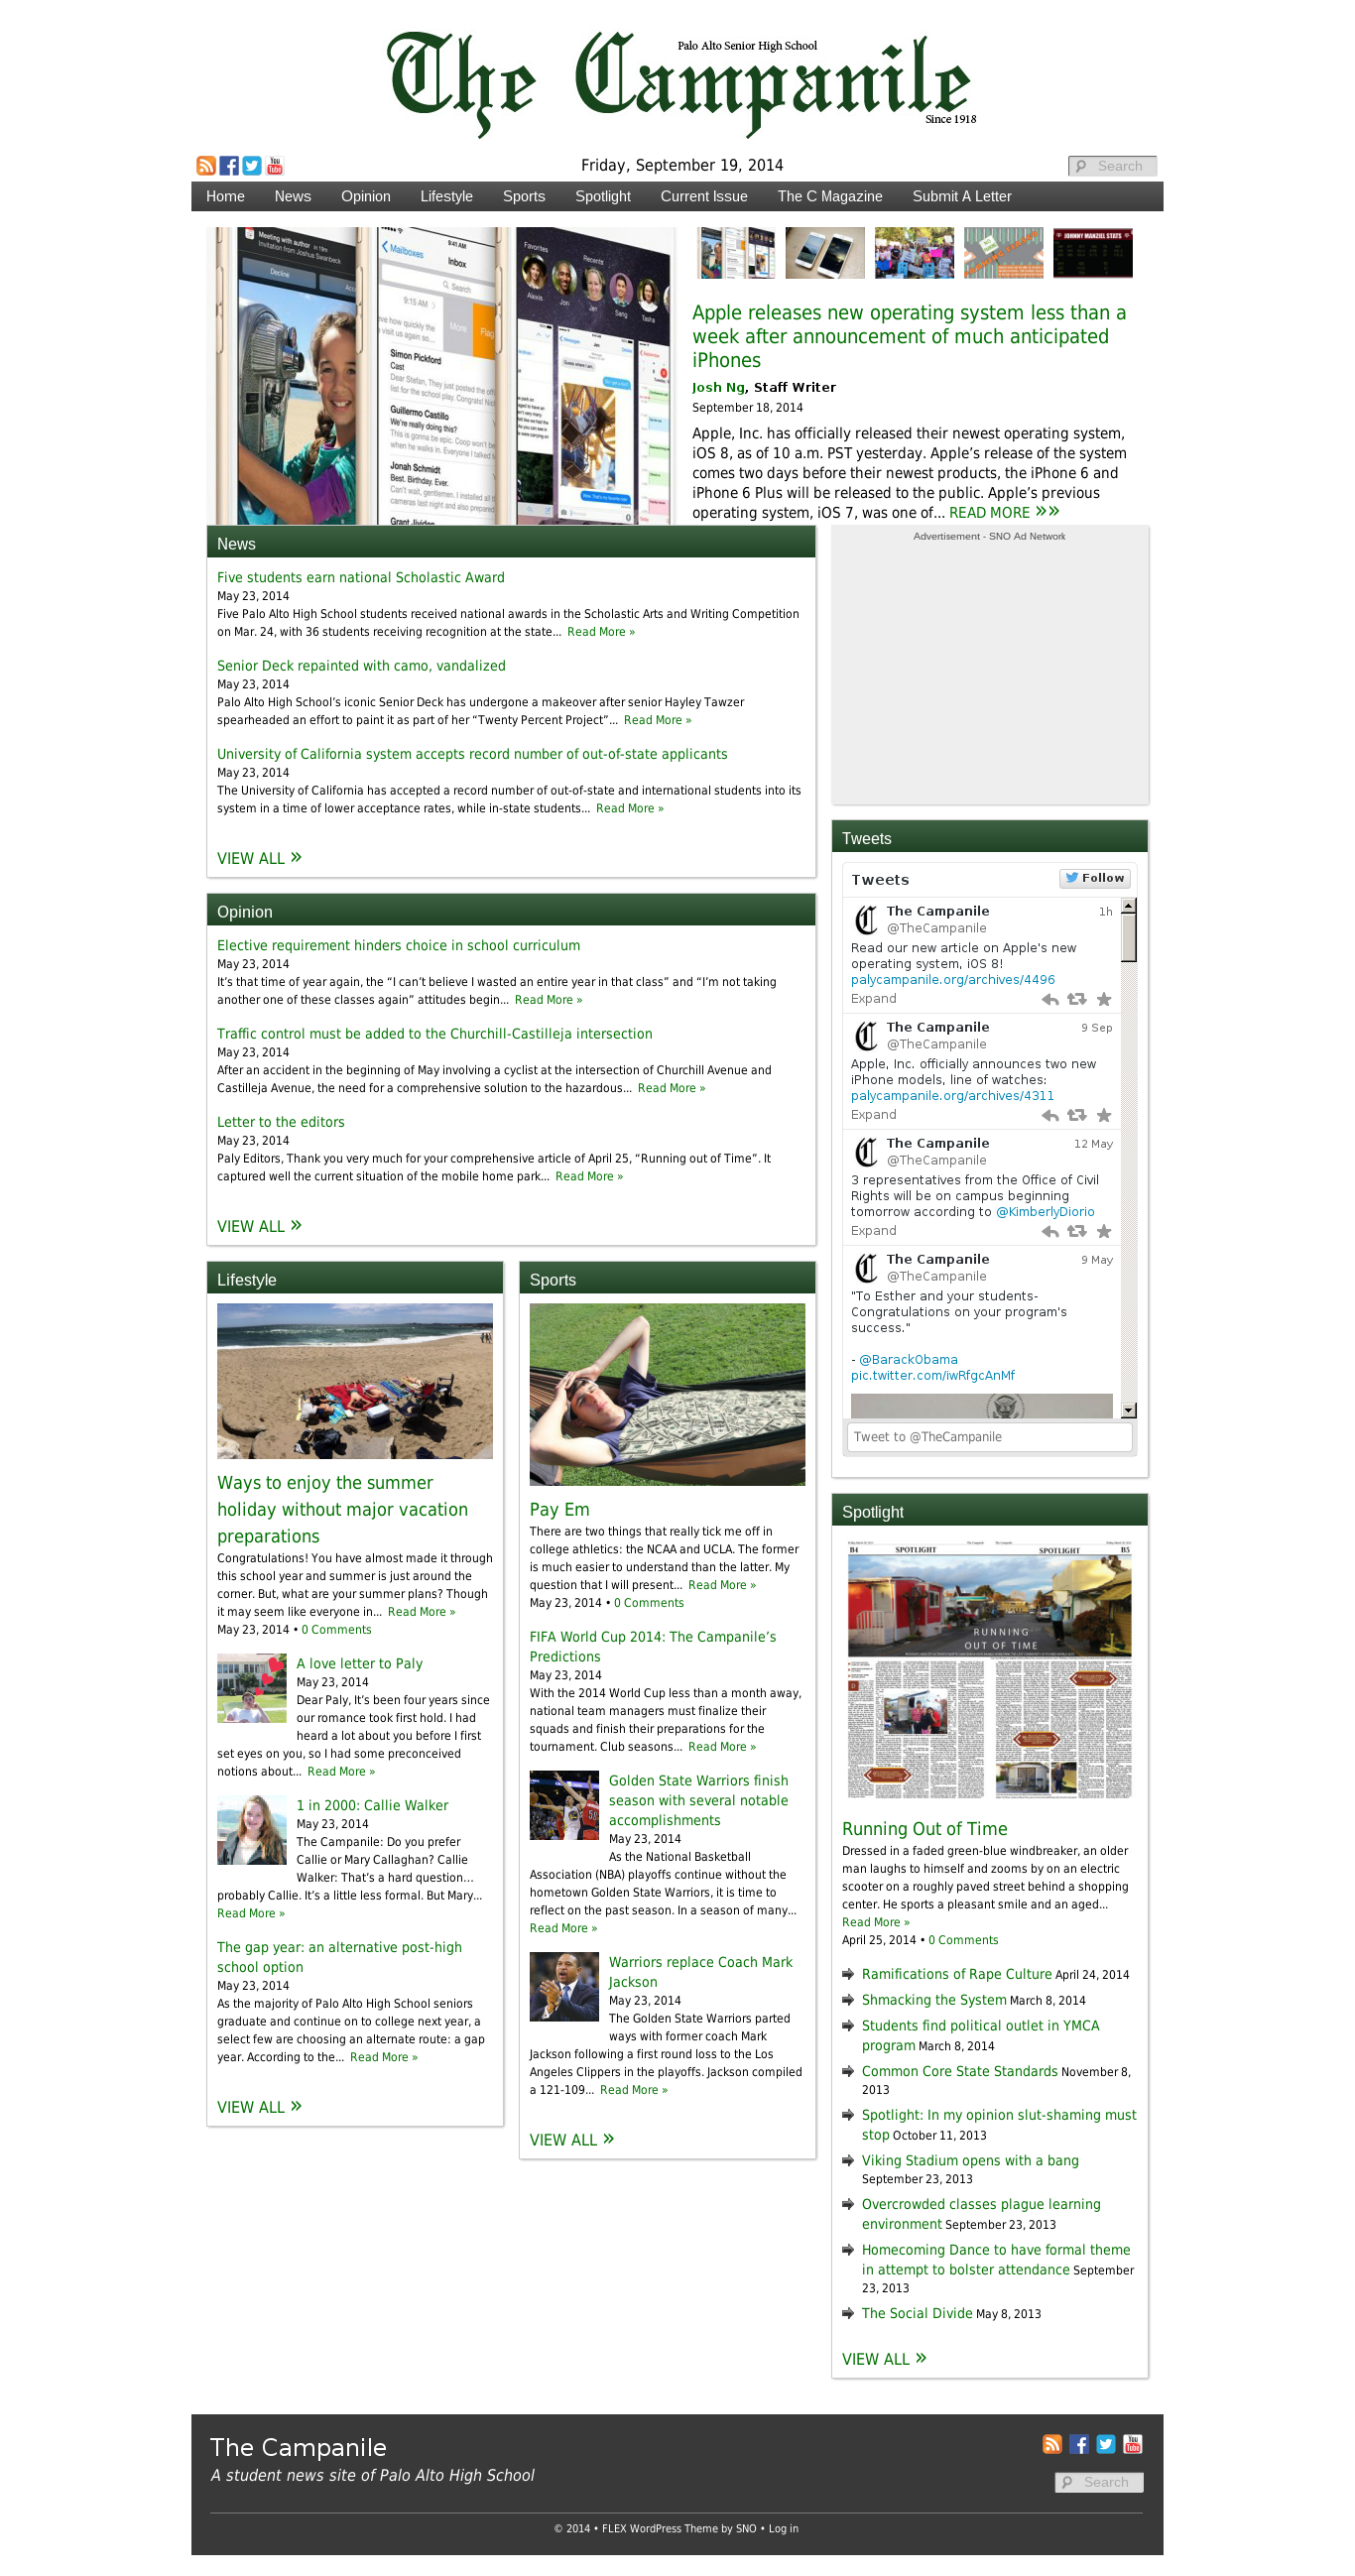 The Campanile
Palo Alto Senior High School
Since 1918
Friday, September 19, 2014
Search
Home News Opinion Lifestyle Sports Spotlight Current Issue The C Magazine Submit A Letter
Apple releases new operating system less than a
week after announcement of much anticipated
iPhones
Josh Ng, Staff Writer
September 18, 2014
Apple, Inc. has officially released their newest operating system,
iOS 8, as of 10 a.m. PST yesterday. Apple’s release of the system
comes two days before their newest products, the iPhone 6 and
iPhone 6 Plus will be released to the public. Apple’s previous
operating system, iOS 7, was one of... READ MORE »»
News
Five students earn national Scholastic Award
May 23, 2014
Five Palo Alto High School students received national awards in the Scholastic Arts and Writing Competition
on Mar. 24, with 36 students receiving recognition at the state... Read More »
Senior Deck repainted with camo, vandalized
May 23, 2014
Palo Alto High School’s iconic Senior Deck has undergone a makeover after senior Hayley Tawzer
spearheaded an effort to paint it as part of her “Twenty Percent Project”... Read More »
University of California system accepts record number of out-of-state applicants
May 23, 2014
The University of California has accepted a record number of out-of-state and international students into its
system in a time of lower acceptance rates, while in-state students... Read More »
VIEW ALL »
Opinion
Elective requirement hinders choice in school curriculum
May 23, 2014
It’s that time of year again, the “I can’t believe I wasted an entire year in that class” and “I’m not taking
another one of these classes again” attitudes begin... Read More »
Traffic control must be added to the Churchill-Castilleja intersection
May 23, 2014
After an accident in the beginning of May involving a cyclist at the intersection of Churchill Avenue and
Castilleja Avenue, the need for a comprehensive solution to the hazardous... Read More »
Letter to the editors
May 23, 2014
Paly Editors, Thank you very much for your comprehensive article of April 25, “Running out of Time”. It
captured well the current situation of the mobile home park... Read More »
VIEW ALL »
Lifestyle
Ways to enjoy the summer
holiday without major vacation
preparations
Congratulations! You have almost made it through
this school year and summer is just around the
corner. But, what are your summer plans? Though
it may seem like everyone in... Read More »
May 23, 2014 • 0 Comments
A love letter to Paly
May 23, 2014
Dear Paly, It’s been four years since
our romance took first hold. I had
heard a lot about you before I first
set eyes on you, so I had some preconceived
notions about... Read More »
1 in 2000: Callie Walker
May 23, 2014
The Campanile: Do you prefer
Callie or Mary Callaghan? Callie
Walker: That’s a hard question…
probably Callie. It’s a little less formal. But Mary...
Read More »
The gap year: an alternative post-high
school option
May 23, 2014
As the majority of Palo Alto High School seniors
graduate and continue on to college next year, a
select few are choosing an alternate route: a gap
year. According to the... Read More »
VIEW ALL »
Sports
Pay Em
There are two things that really tick me off in
college athletics: the NCAA and UCLA. The former
is much easier to understand than the latter. My
question that I will present... Read More »
May 23, 2014 • 0 Comments
FIFA World Cup 2014: The Campanile’s
Predictions
May 23, 2014
With the 2014 World Cup less than a month away,
national team managers must finalize their
squads and finish their preparations for the
tournament. Club seasons... Read More »
Golden State Warriors finish
season with several notable
accomplishments
May 23, 2014
As the National Basketball
Association (NBA) playoffs continue without the
hometown Golden State Warriors, it is time to
reflect on the past season. In a season of many...
Read More »
Warriors replace Coach Mark
Jackson
May 23, 2014
The Golden State Warriors parted
ways with former coach Mark
Jackson following a first round loss to the Los
Angeles Clippers in the playoffs. Jackson compiled
a 121-109... Read More »
VIEW ALL »
Advertisement - SNO Ad Network
Tweets
Tweets
Follow
The Campanile 1h
@TheCampanile
Read our new article on Apple's new
operating system, iOS 8!
palycampanile.org/archives/4496
Expand
The Campanile 9 Sep
@TheCampanile
Apple, Inc. officially announces two new
iPhone models, line of watches:
palycampanile.org/archives/4311
Expand
The Campanile 12 May
@TheCampanile
3 representatives from the Office of Civil
Rights will be on campus beginning
tomorrow according to @KimberlyDiorio
Expand
The Campanile 9 May
@TheCampanile
"To Esther and your students-
Congratulations on your program's
success."
- @BarackObama
pic.twitter.com/iwRfgcAnMf
Tweet to @TheCampanile
Spotlight
B4 SPOTLIGHT SPOTLIGHT B5
RUNNING
OUT OF TIME
Running Out of Time
Dressed in a faded green-blue windbreaker, an older
man laughs to himself and zooms by on an electric
scooter on a roughly paved street behind a shopping
center. He sports a pleasant smile and an aged...
Read More »
April 25, 2014 • 0 Comments
Ramifications of Rape Culture April 24, 2014
Shmacking the System March 8, 2014
Students find political outlet in YMCA
program March 8, 2014
Common Core State Standards November 8,
2013
Spotlight: In my opinion slut-shaming must
stop October 11, 2013
Viking Stadium opens with a bang
September 23, 2013
Overcrowded classes plague learning
environment September 23, 2013
Homecoming Dance to have formal theme
in attempt to bolster attendance September
23, 2013
The Social Divide May 8, 2013
VIEW ALL »
The Campanile
A student news site of Palo Alto High School
Search
© 2014 • FLEX WordPress Theme by SNO • Log in